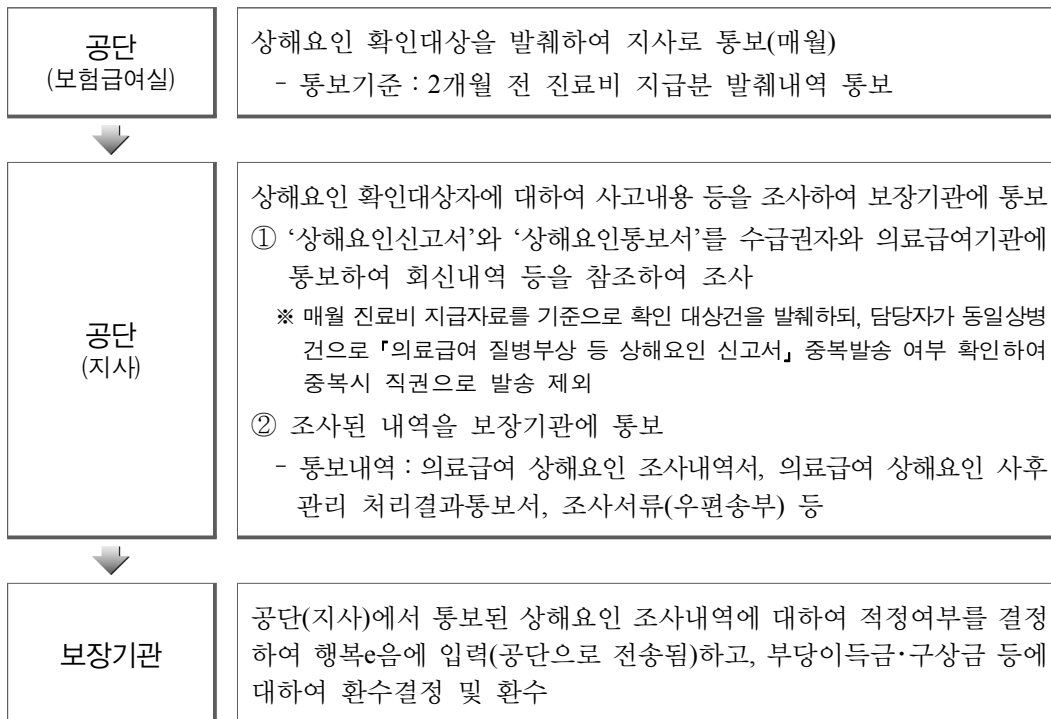 공단
(보험급여실)
상해요인 확인대상을 발췌하여 지사로 통보(매월)
- 통보기준 : 2개월 전 진료비 지급분 발췌내역 통보
공단
(지사)
상해요인 확인대상자에 대하여 사고내용 등을 조사하여 보장기관에 통보
① ‘상해요인신고서’와 ‘상해요인통보서’를 수급권자와 의료급여기관에
통보하여 회신내역 등을 참조하여 조사
※ 매월 진료비 지급자료를 기준으로 확인 대상건을 발췌하되, 담당자가 동일상병
건으로 『의료급여 질병부상 등 상해요인 신고서』 중복발송 여부 확인하여
중복시 직권으로 발송 제외
② 조사된 내역을 보장기관에 통보
- 통보내역 : 의료급여 상해요인 조사내역서, 의료급여 상해요인 사후
관리 처리결과통보서, 조사서류(우편송부) 등
보장기관
공단(지사)에서 통보된 상해요인 조사내역에 대하여 적정여부를 결정
하여 행복e음에 입력(공단으로 전송됨)하고, 부당이득금·구상금 등에
대하여 환수결정 및 환수